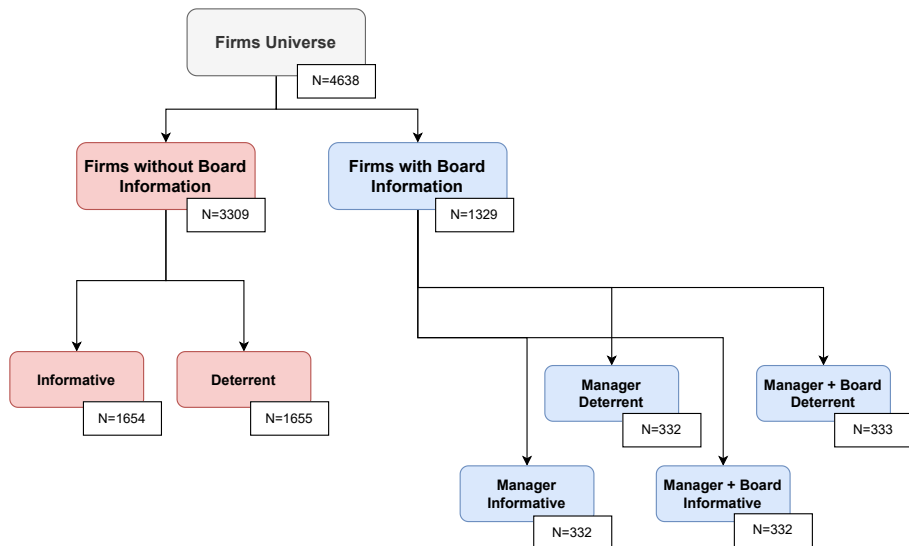 Firms Universe
N=4638
Firms without Board
Information
N=3309
Firms with Board
Information
N=1329
Informative
N=1654
Deterrent
N=1655
Manager
Deterrent
N=332
Manager + Board
Deterrent
N=333
Manager
Informative
N=332
Manager + Board
Informative
N=332